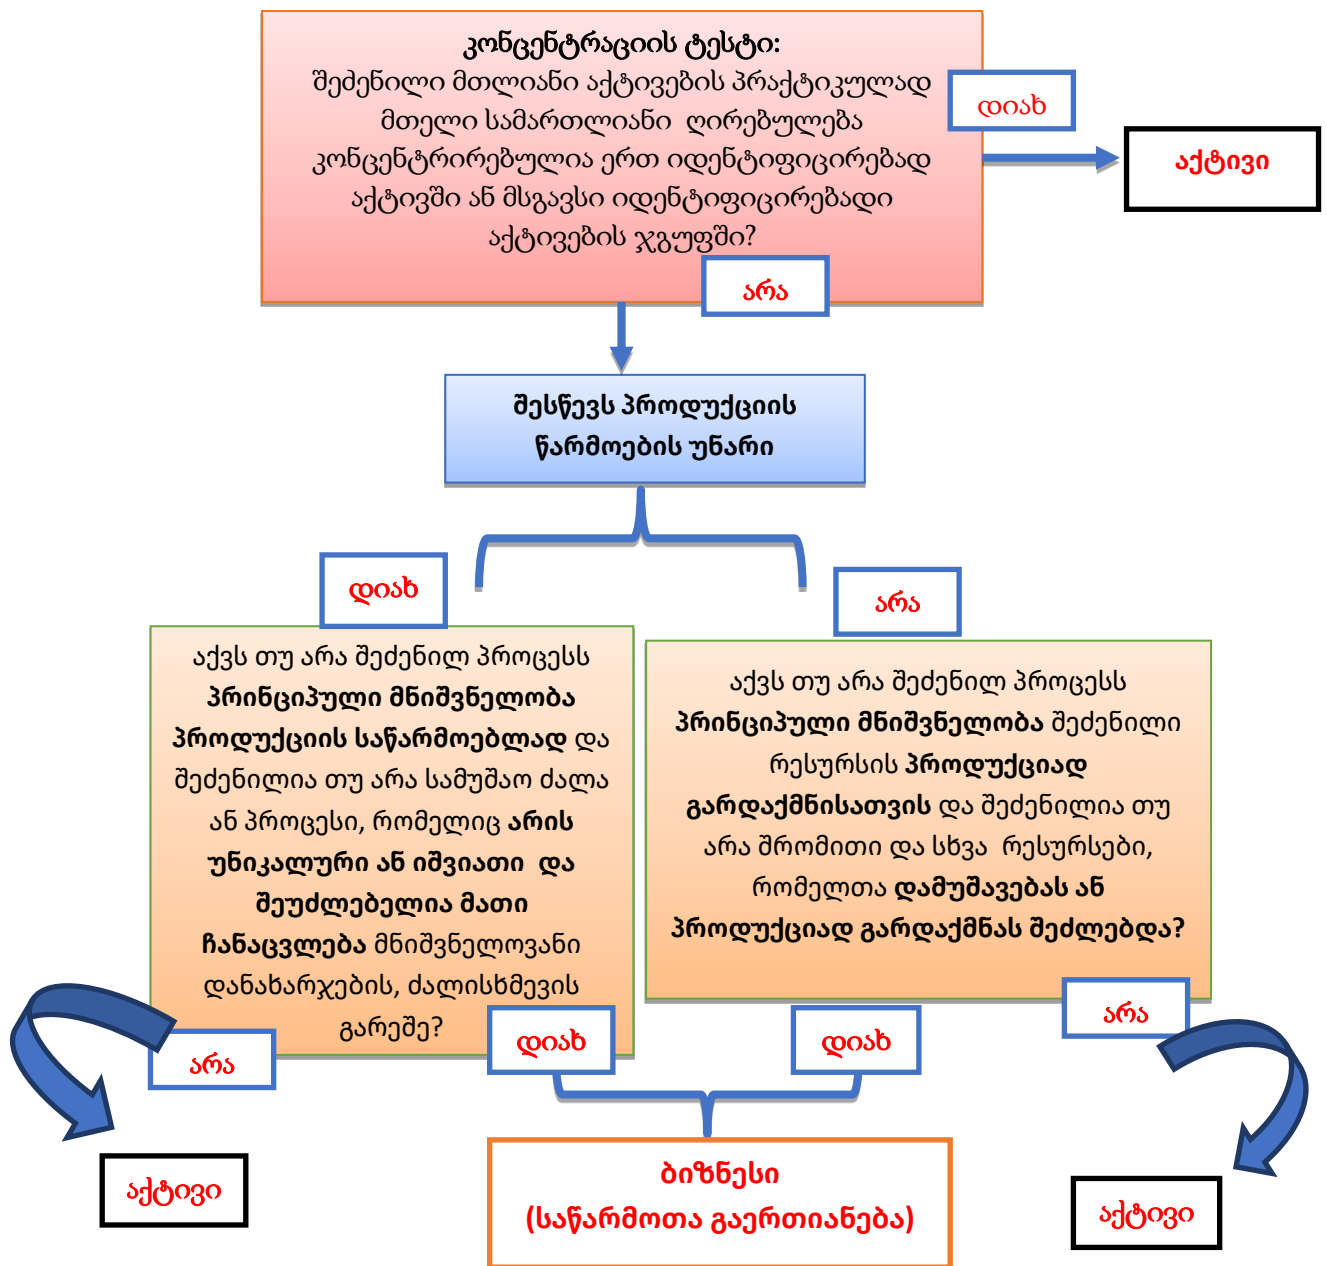 კონცენტრაციის ტესტი:
შეძენილი მთლიანი აქტივების პრაქტიკულად
მთელი სამართლიანი ღირებულება
კონცენტრირებულია ერთ იდენტიფიცირებად
აქტივში ან მსგავსი იდენტიფიცირებადი
აქტივების ჯგუფში?
დიახ
აქტივი
არა
შესწევს პროდუქციის
წარმოების უნარი
დიახ
არა
აქვს თუ არა შეძენილ პროცესს
პრინციპული მნიშვნელობა
პროდუქციის საწარმოებლად და
შეძენილია თუ არა სამუშაო ძალა
ან პროცესი, რომელიც არის
უნიკალური ან იშვიათი და
შეუძლებელია მათი
ჩანაცვლება მნიშვნელოვანი
დანახარჯების, ძალისხმევის
გარეშე?
აქვს თუ არა შეძენილ პროცესს
პრინციპული მნიშვნელობა შეძენილი
რესურსის პროდუქციად
გარდაქმნისათვის და შეძენილია თუ
არა შრომითი და სხვა რესურსები,
რომელთა დამუშავებას ან
პროდუქციად გარდაქმნას შეძლებდა?
არა
დიახ
დიახ
არა
აქტივი
ბიზნესი
(საწარმოთა გაერთიანება)
აქტივი